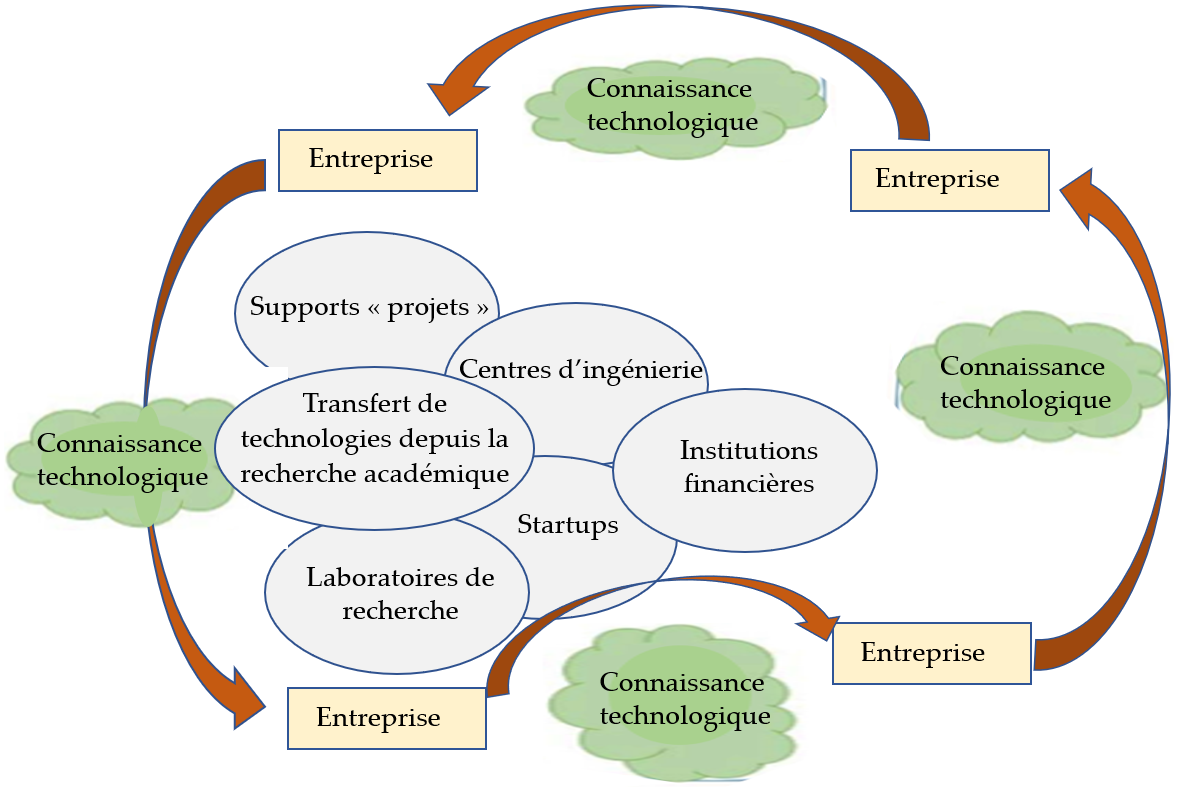 Connaissance
technologique
Entreprise
Entreprise
Supports « projets »
Centres d’ingénierie
Connaissance
technologique
Transfert de
technologies depuis la
recherche académique
Connaissance
technologique
Institutions
financières
Startups
Laboratoires de
recherche
Entreprise
Connaissance
technologique
Entreprise